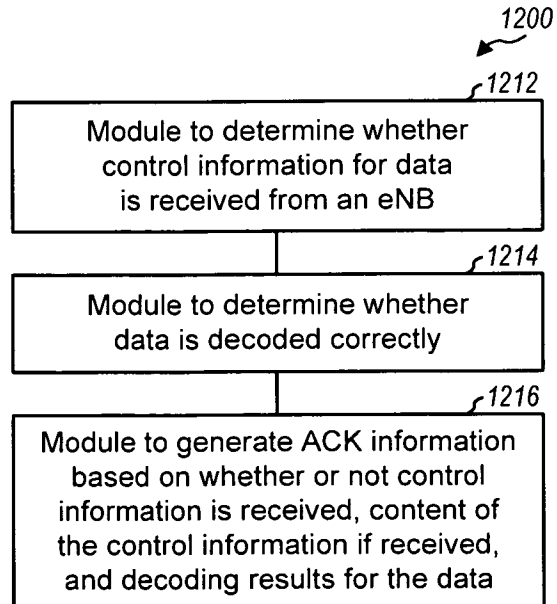 1200
1212
Module to determine whether
control information for data
is received from an eNB
1214
Module to determine whether
data is decoded correctly
1216
Module to generate ACK information
based on whether or not control
information is received, content of
the control information if received,
and decoding results for the data